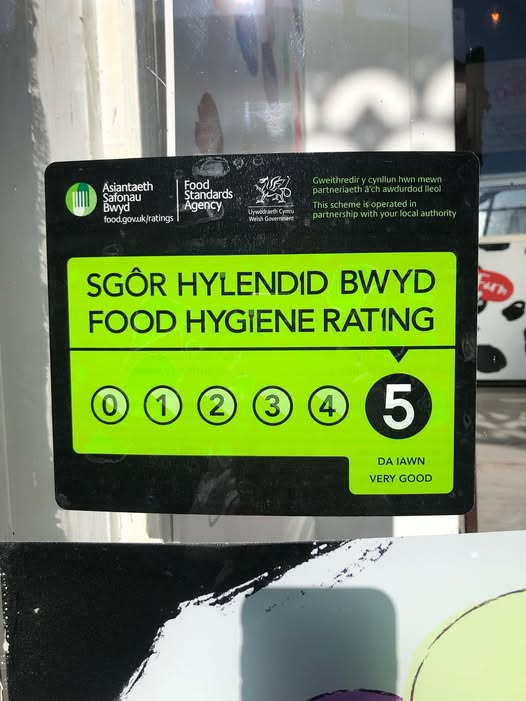 Asiantaeth
Safonau
Bwyd
food.gov.uk/ratings
Food
Standards
Agency
Llywodraeth Cymru
Welsh Government
Gweithredir y cynllun hwn mewn
partneriaeth â'ch awdurdod lleol
This scheme is operated in
partnership with your local authority
SGÔR HYLENDID BWYD
FOOD HYGIENE RATING
0 1 2 3 4 5
DA IAWN
VERY GOOD